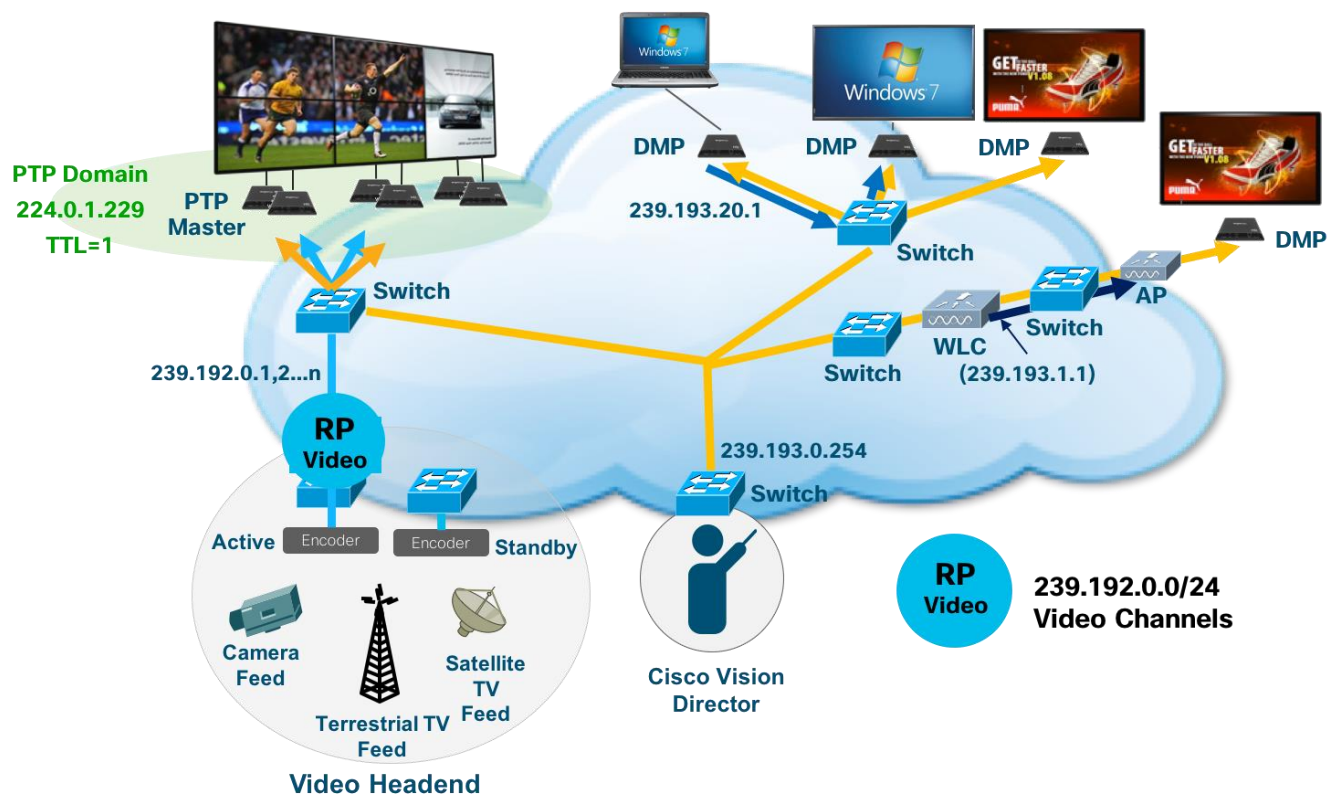 Windows 7
Windows 7
GET
FASTER
V1.08
PUMA
GET
FASTER
V1.08
PUMA
DMP
DMP
DMP
DMP
PTP Domain
224.0.1.229
TTL=1
PTP
Master
239.193.20.1
Switch
Switch
AP
Switch
WLC
Switch
(239.193.1.1)
239.192.0.1,2...n
RP
Video
239.193.0.254
Switch
Active
Encoder
Encoder
Standby
RP
Video
239.192.0.0/24
Video Channels
Camera
Feed
Terrestrial TV
Feed
Satellite
TV
Feed
Cisco Vision
Director
Video Headend